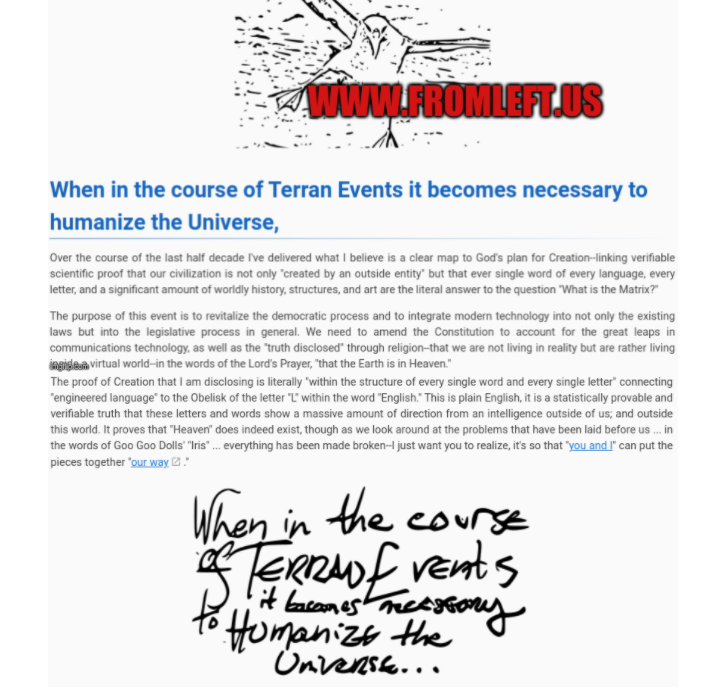 WWW.FROMLEFT.US
When in the course of Terran Events it becomes necessary to
humanize the Universe,
Over the course of the last half decade I've delivered what I believe is a clear map to God's plan for Creation--linking verifiable
scientific proof that our civilization is not only "created by an outside entity" but that ever single word of every language, every
letter, and a significant amount of worldly history, structures, and art are the literal answer to the question "What is the Matrix?"
The purpose of this event is to revitalize the democratic process and to integrate modern technology into not only the existing
laws but into the legislative process in general. We need to amend the Constitution to account for the great leaps in
communications technology, as well as the "truth disclosed" through religion--that we are not living in reality but are rather living
inside a virtual world--in the words of the Lord's Prayer, "that the Earth is in Heaven."
imgflip.com
The proof of Creation that I am disclosing is literally "within the structure of every single word and every single letter" connecting
"engineered language" to the Obelisk of the letter "L" within the word "English." This is plain English, it is a statistically provable and
verifiable truth that these letters and words show a massive amount of direction from an intelligence outside of us; and outside
this world. It proves that "Heaven" does indeed exist, though as we look around at the problems that have been laid before us ... in
the words of Goo Goo Dolls' "Iris" ... everything has been made broken--I just want you to realize, it's so that "you and I" can put the
pieces together "our way ."
When in the course
of TERRAN Events
it becomes necessary
to Humanize the
Universe...